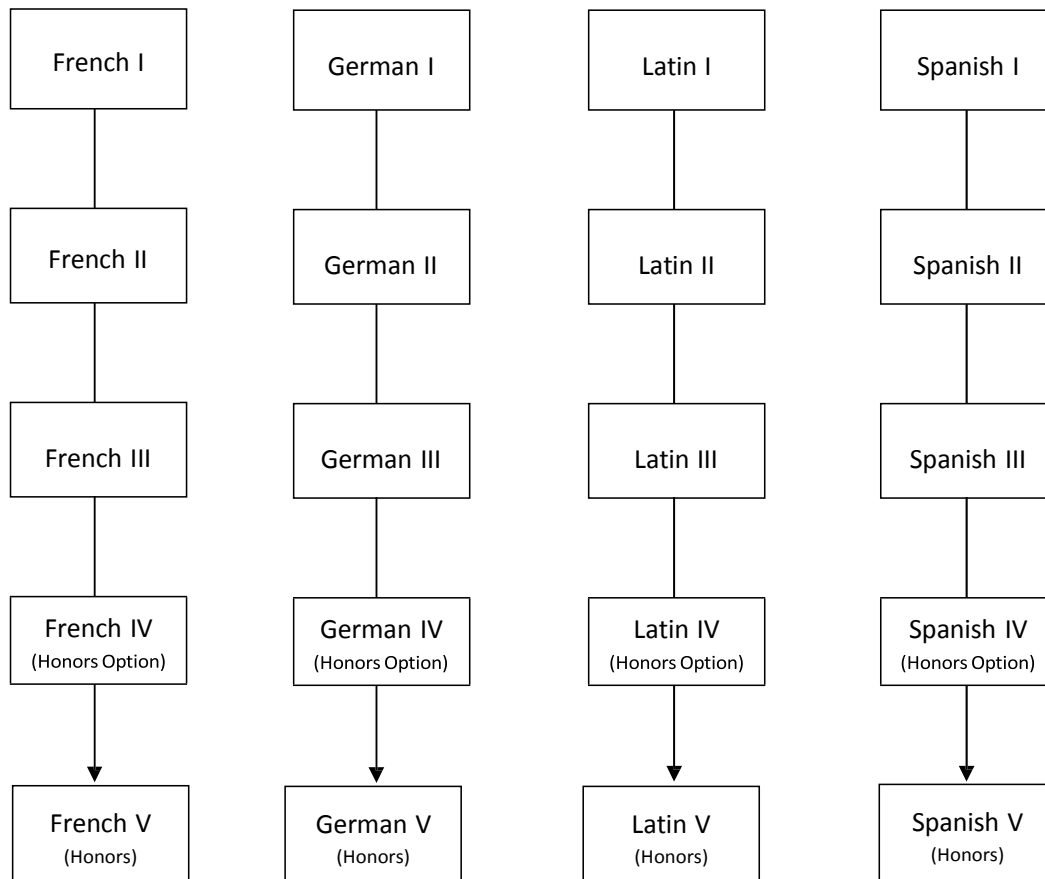 French I
German I
Latin I
Spanish I
French II
German II
Latin II
Spanish II
French III
German III
Latin III
Spanish III
French IV
(Honors Option)
German IV
(Honors Option)
Latin IV
(Honors Option)
Spanish IV
(Honors Option)
French V
(Honors)
German V
(Honors)
Latin V
(Honors)
Spanish V
(Honors)